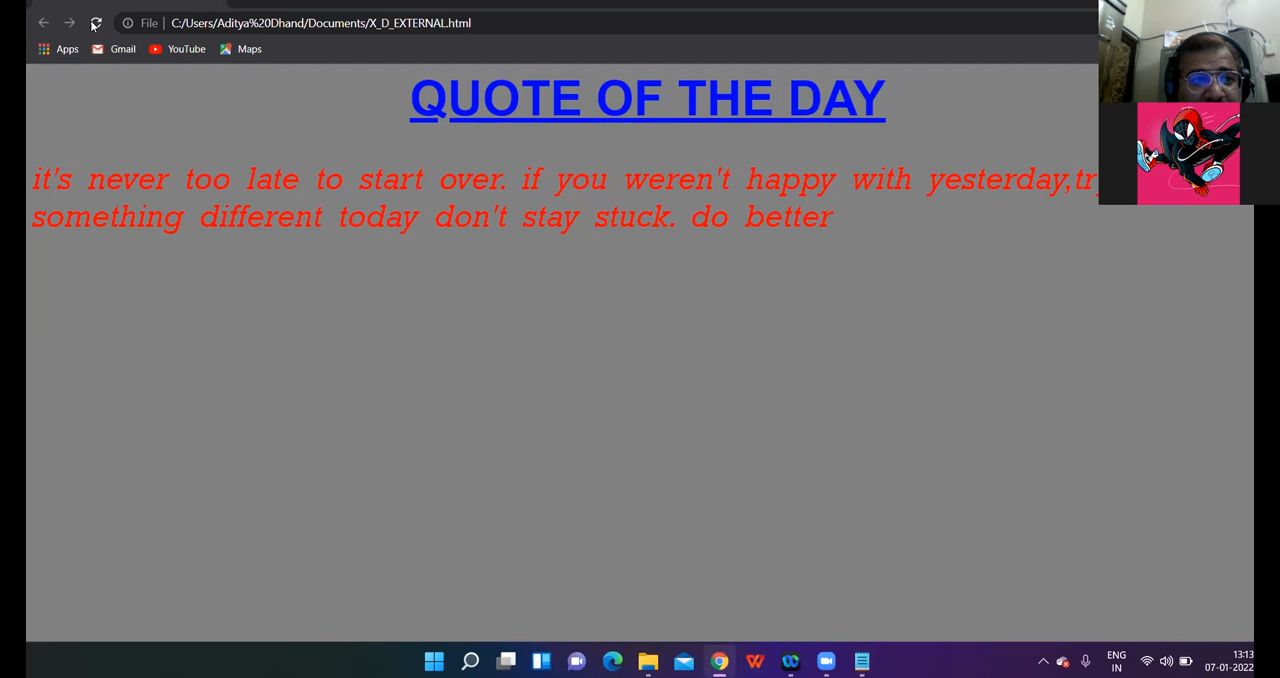 File | C:/Users/Aditya%20Dhand/Documents/X_D_EXTERNAL.html
Apps Gmail YouTube Maps
QUOTE OF THE DAY
it's never too late to start over. if you weren't happy with yesterday,
something different today don't stay stuck. do better
ENG
IN
13:13
07-01-2022